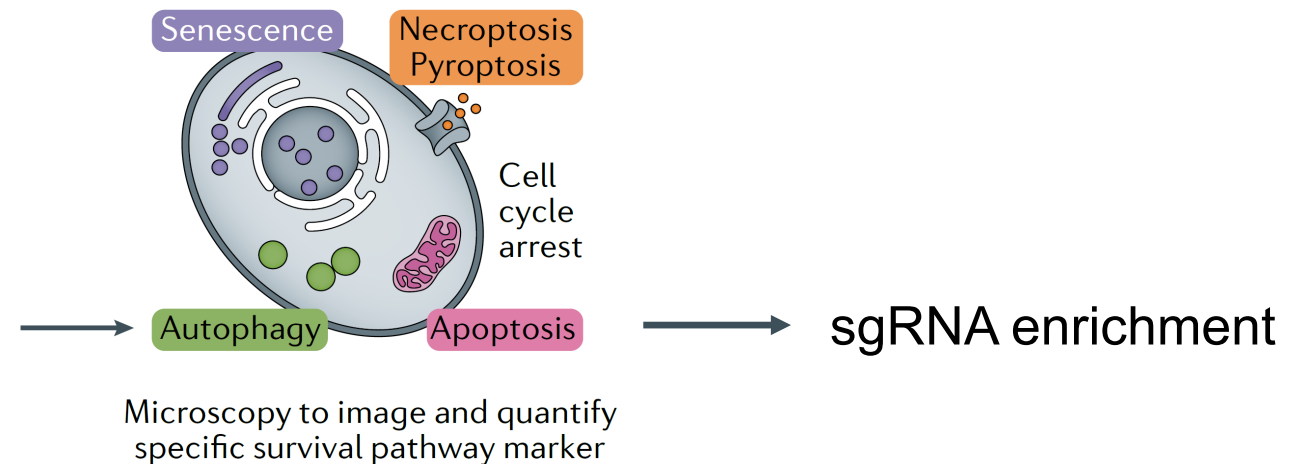 Senescence
Necroptosis
Pyroptosis
Cell
cycle
arrest
Autophagy
Apoptosis
sgRNA enrichment
Microscopy to image and quantify
specific survival pathway marker